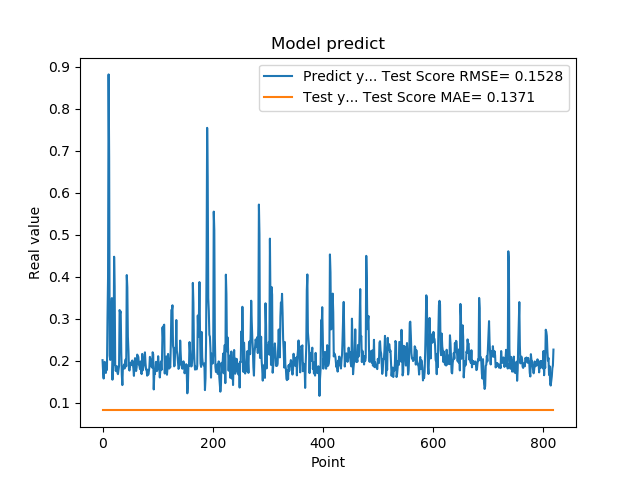 Model predict
Predict y... Test Score RMSE= 0.1528
Test y... Test Score MAE= 0.1371
Real value
0.9
0.8
0.7
0.6
0.5
0.4
0.3
0.2
0.1
0
200
400
600
800
Point